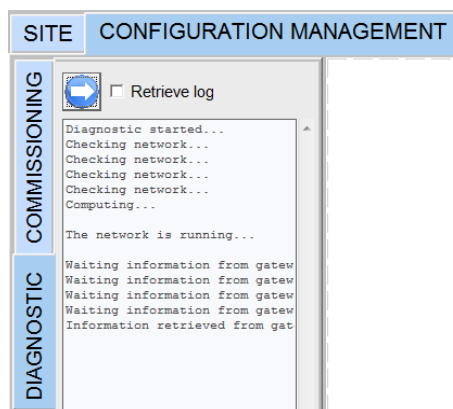 SITE
CONFIGURATION MANAGEMENT
COMMISSIONING
DIAGNOSTIC
Retrieve log
Diagnostic started...
Checking network...
Checking network...
Checking network...
Checking network...
Computing...
The network is running...
Waiting information from gatew
Waiting information from gatew
Waiting information from gatew
Waiting information from gatew
Information retrieved from gat